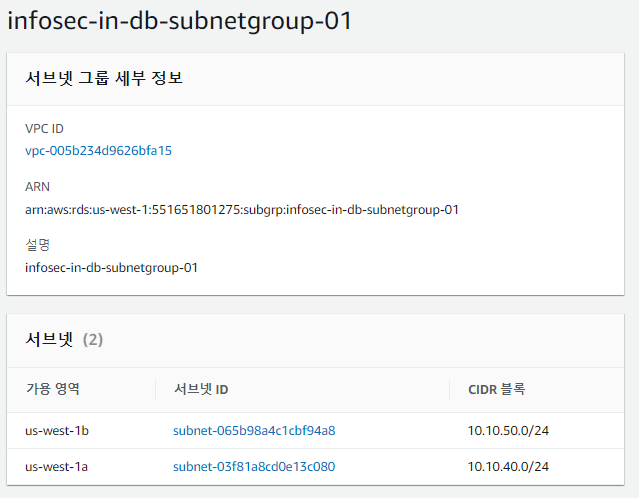 infosec-in-db-subnetgroup-01
서브넷 그룹 세부 정보
VPC ID
vpc-005b234d9626bfa15
ARN
arn:aws:rds:us-west-1:551651801275:subgrp:infosec-in-db-subnetgroup-01
설명
infosec-in-db-subnetgroup-01
서브넷 (2)
가용 영역 서브넷 ID CIDR 블록
us-west-1b subnet-065b98a4c1cbf94a8 10.10.50.0/24
us-west-1a subnet-03f81a8cd0e13c080 10.10.40.0/24